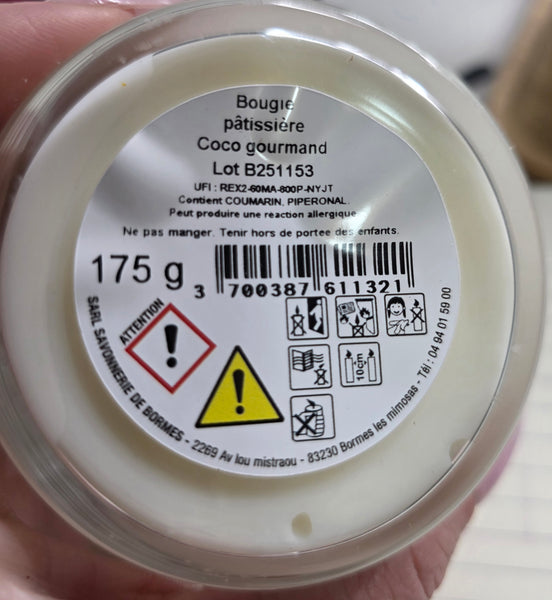 Bougie
pâtissière
Coco gourmand
Lot B251153
UFI : REX2-60MA-800P-NYJT
Contient COUMARIN, PIPERONAL.
Peut produire une réaction allergique
Ne pas manger. Tenir hors de portee des enfants.
175 g
3 700387 611321
ATTENTION
10cm
SARL SAVONNERIE DE BORMES - 2269 Av lou mistraou - 83230 Bormes les mimosas - Tél : 04 94 01 59 00